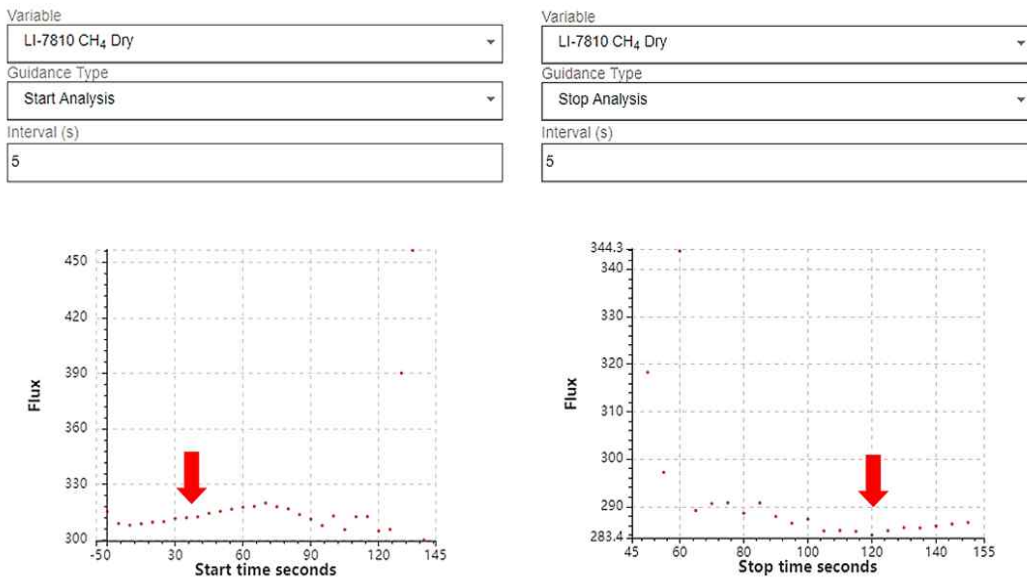 Variable
LI-7810 CH₄ Dry
Guidance Type
Start Analysis
Interval (s)
5
450
420
390
360
330
300
-50
30
60
90
120
145
Flux
Start time seconds
Variable
LI-7810 CH₄ Dry
Guidance Type
Stop Analysis
Interval (s)
5
344.3
340
330
320
310
300
290
283.4
45
60
80
100
120
140
155
Flux
Stop time seconds